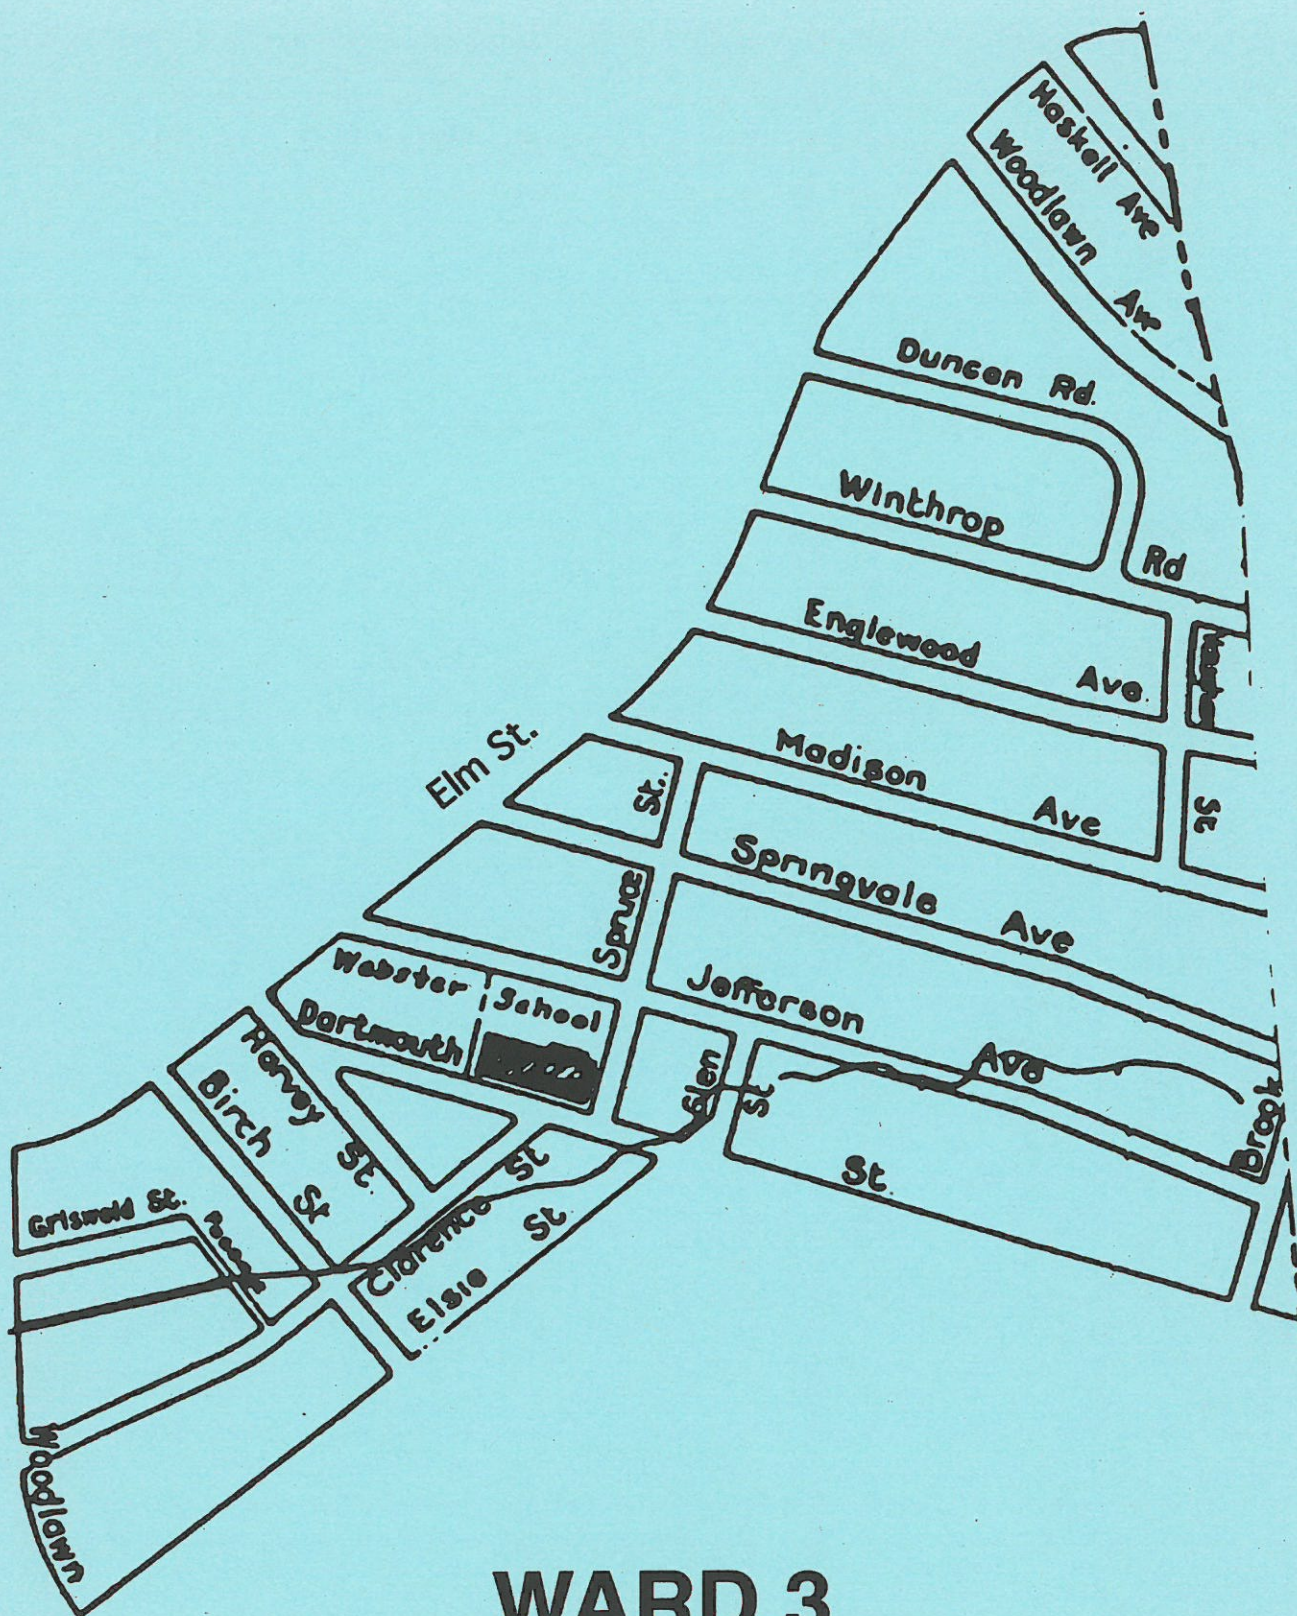 Haskell Ave
Woodlawn Ave
Duncan Rd.
Winthrop Rd
Englewood Ave.
Elm St.
Madison Ave
St.
St
Springvale Ave
Spruce
Webster School
Jefferson Ave
Dartmouth
Harvey St.
Birch St
Glen
St
Brook
St.
Griswold St.
Clarence St
Elsie St
Woodlawn
WARD 3